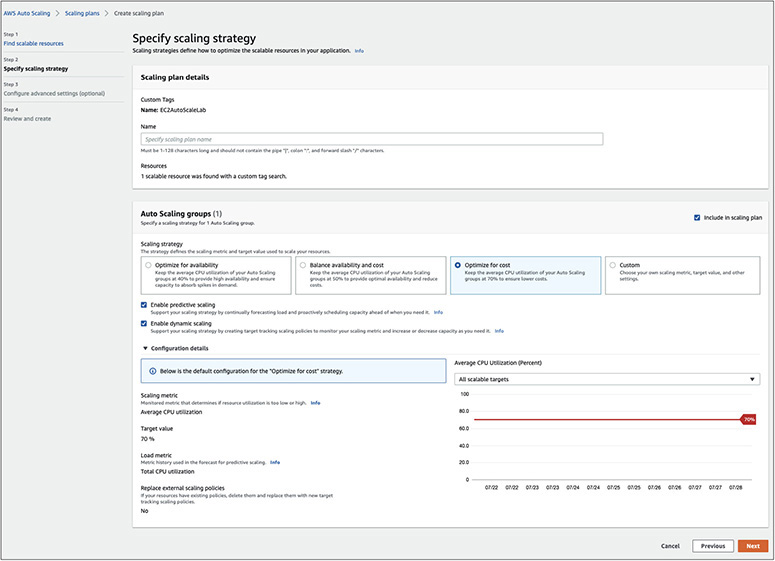 AWS Auto Scaling > Scaling plans > Create scaling plan
Step 1
Find scalable resources
Step 2
Specify scaling strategy
Step 3
Configure advanced settings (optional)
Step 4
Review and create
Specify scaling strategy
Scaling strategies define how to optimize the scalable resources in your application. Info
Scaling plan details
Custom Tags
Name: EC2AutoScaleLab
Name
Specify scaling plan name
Must be 1-128 characters long and should not contain the pipe "|", colon ":", and forward slash "/" characters.
Resources
1 scalable resource was found with a custom tag search.
Auto Scaling groups (1)
Specify a scaling strategy for 1 Auto Scaling group.
Include in scaling plan
Scaling strategy
The strategy defines the scaling metric and target value used to scale your resources.
Optimize for availability
Keep the average CPU utilization of your Auto Scaling
groups at 40% to provide high availability and ensure
capacity to absorb spikes in demand.
Balance availability and cost
Keep the average CPU utilization of your Auto Scaling
groups at 50% to provide optimal availability and reduce
costs.
Optimize for cost
Keep the average CPU utilization of your Auto Scaling
groups at 70% to ensure lower costs.
Custom
Choose your own scaling metric, target value, and other
settings.
Enable predictive scaling
Support your scaling strategy by continually forecasting load and proactively scheduling capacity ahead of when you need it. Info
Enable dynamic scaling
Support your scaling strategy by creating target tracking scaling policies to monitor your scaling metric and increase or decrease capacity as you need it. Info
Configuration details
Below is the default configuration for the "Optimize for cost" strategy.
Scaling metric
Monitored metric that determines if resource utilization is too low or high. Info
Average CPU utilization
Target value
70 %
Load metric
Metric history used in the forecast for predictive scaling. Info
Total CPU utilization
Replace external scaling policies
If your resources have existing policies, delete them and replace them with new target
tracking scaling policies.
No
Average CPU Utilization (Percent)
All scalable targets
100
80.0
70%
60.0
40.0
20.0
0
07/22 07/22 07/23 07/23 07/24 07/24 07/25 07/25 07/26 07/26 07/27 07/27 07/28
Cancel
Previous
Next